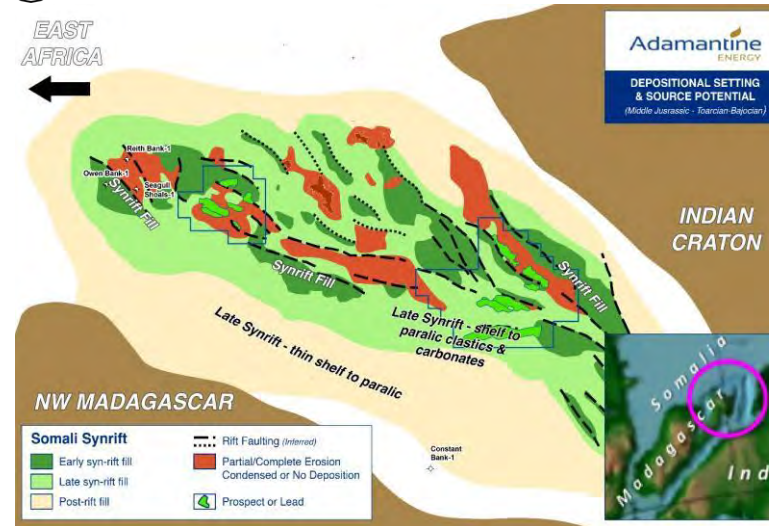 EAST
AFRICA
Adamantine
ENERGY
DEPOSITIONAL SETTING
& SOURCE POTENTIAL
(Middle Jusrassic - Toarcian-Bajocian)
Reith Bank-1
Owen Bank-1
Seagull
Shoals-1
Synrift Fill
INDIAN
CRATON
Synrift Fill
Synrift Fill
Late Synrift - shelf to
paralic clastics &
carbonates
Late Synrift - thin shelf to paralic
NW MADAGASCAR
Somali Synrift
Early syn-rift fill
Late syn-rift fill
Post-rift fill
Rift Faulting (Inferred)
Partial/Complete Erosion
Condensed or No Deposition
Prospect or Lead
Constant
Bank-1
Somalia
Madagascar
Ind